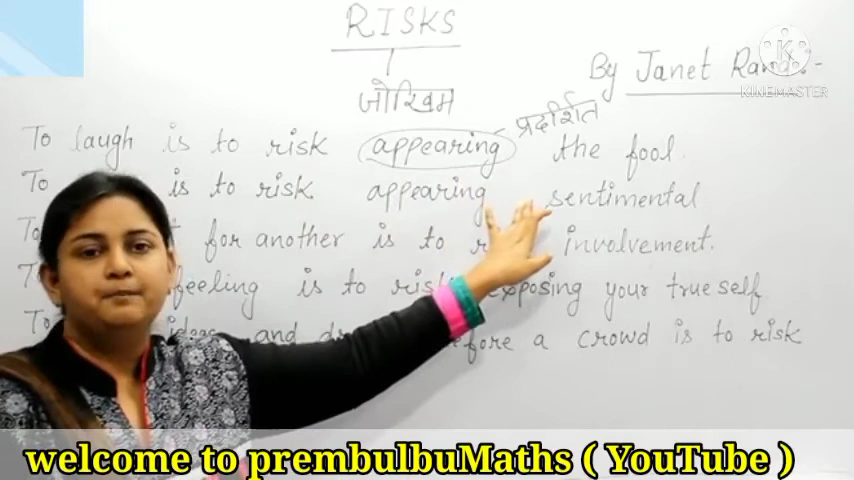 RISKS
जोखिम
By Janet
KINEMASTER
प्रदर्शित
To laugh is to risk appearing the fool.
To is to risk appearing sentimental
for another is to involvement.
feeling is to risk exposing your true self
To ideas and before a crowd is to risk
welcome to prembulbuMaths ( YouTube )